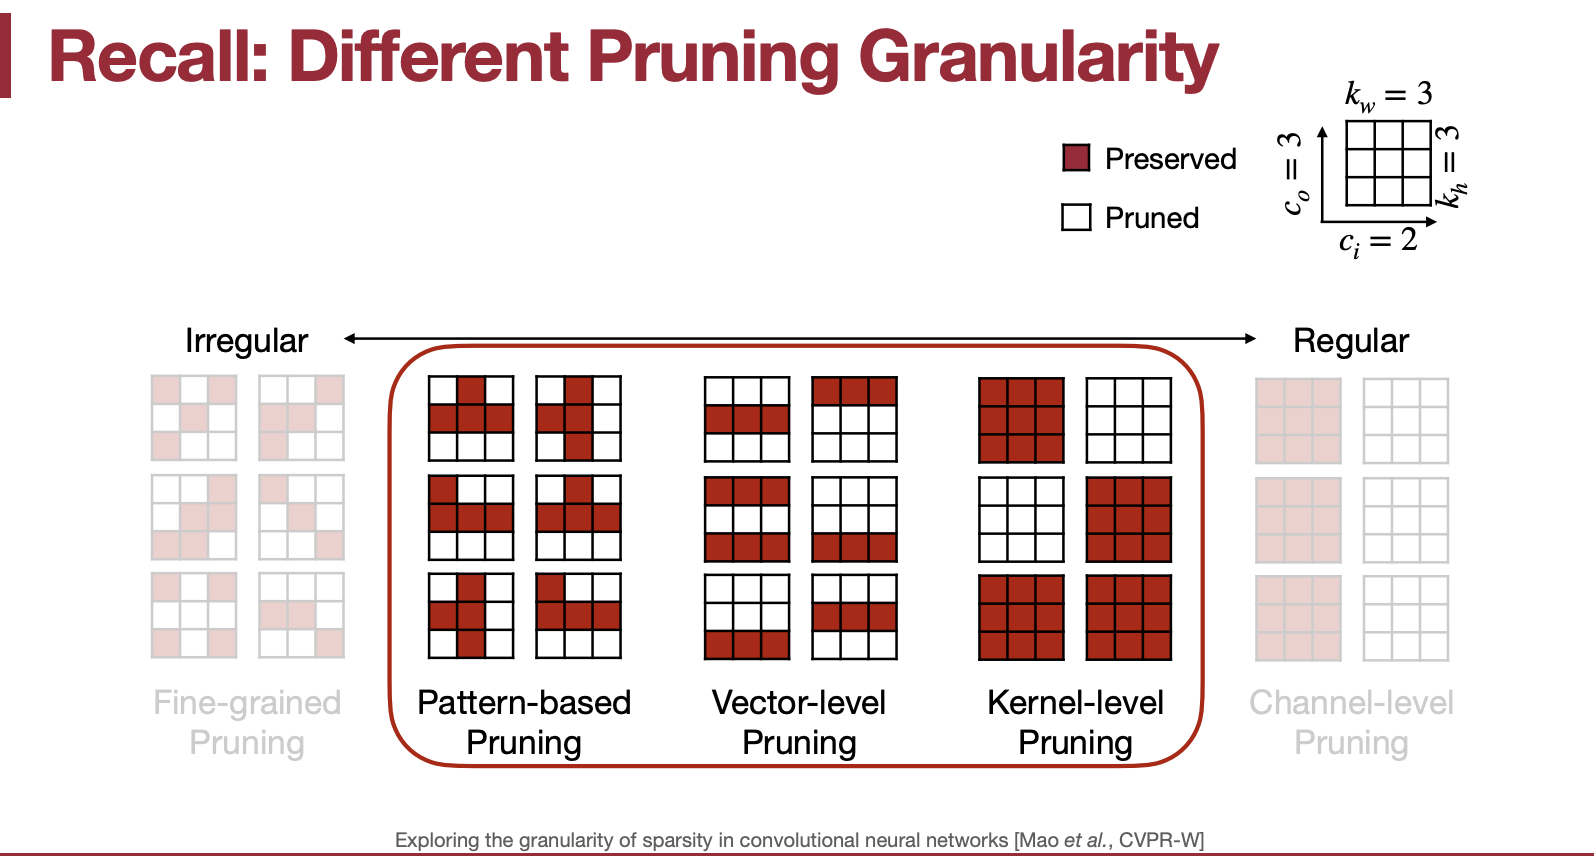 Recall: Different Pruning Granularity
k_w = 3
Preserved
Pruned
c_o = 3
k_h = 3
c_i = 2
Irregular
Regular
Fine-grained
Pruning
Pattern-based
Pruning
Vector-level
Pruning
Kernel-level
Pruning
Channel-level
Pruning
Exploring the granularity of sparsity in convolutional neural networks [Mao et al., CVPR-W]